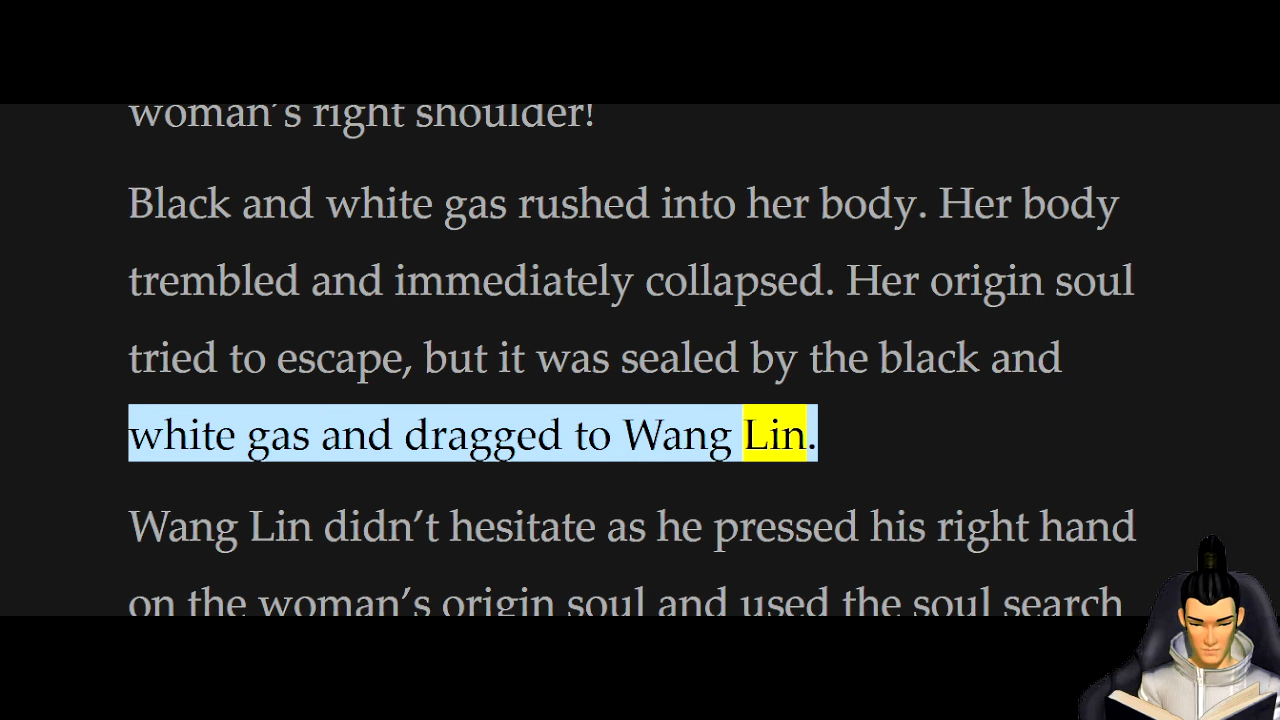 woman’s right shoulder!
Black and white gas rushed into her body. Her body
trembled and immediately collapsed. Her origin soul
tried to escape, but it was sealed by the black and
white gas and dragged to Wang Lin.
Wang Lin didn’t hesitate as he pressed his right hand
on the woman’s origin soul and used the soul search